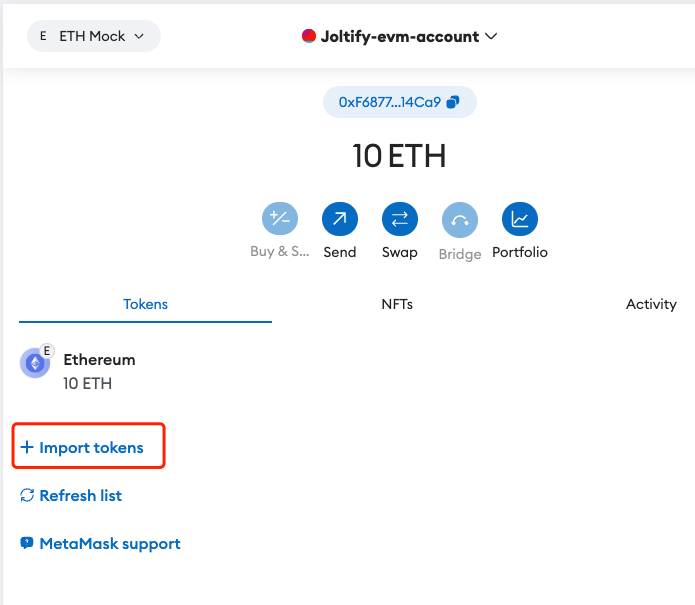 E ETH Mock
Joltify-evm-account
0xF6877...14Ca9
10 ETH
Buy & S... Send Swap Bridge Portfolio
Tokens NFTs Activity
E
Ethereum
10 ETH
+ Import tokens
Refresh list
MetaMask support